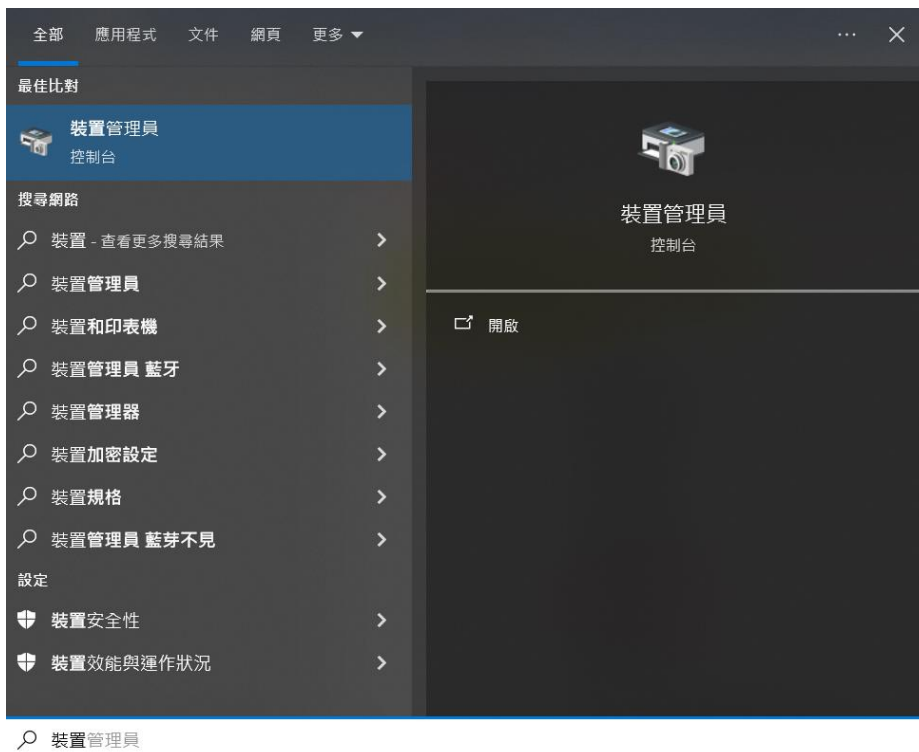 全部 應用程式 文件 網頁 更多 ...
最佳比對
裝置管理員
控制台
搜尋網路
裝置 - 查看更多搜尋結果
裝置管理員
裝置和印表機
裝置管理員 藍牙
裝置管理器
裝置加密設定
裝置規格
裝置管理員 藍芽不見
設定
裝置安全性
裝置效能與運作狀況
裝置管理員
控制台
開啟
裝置管理員